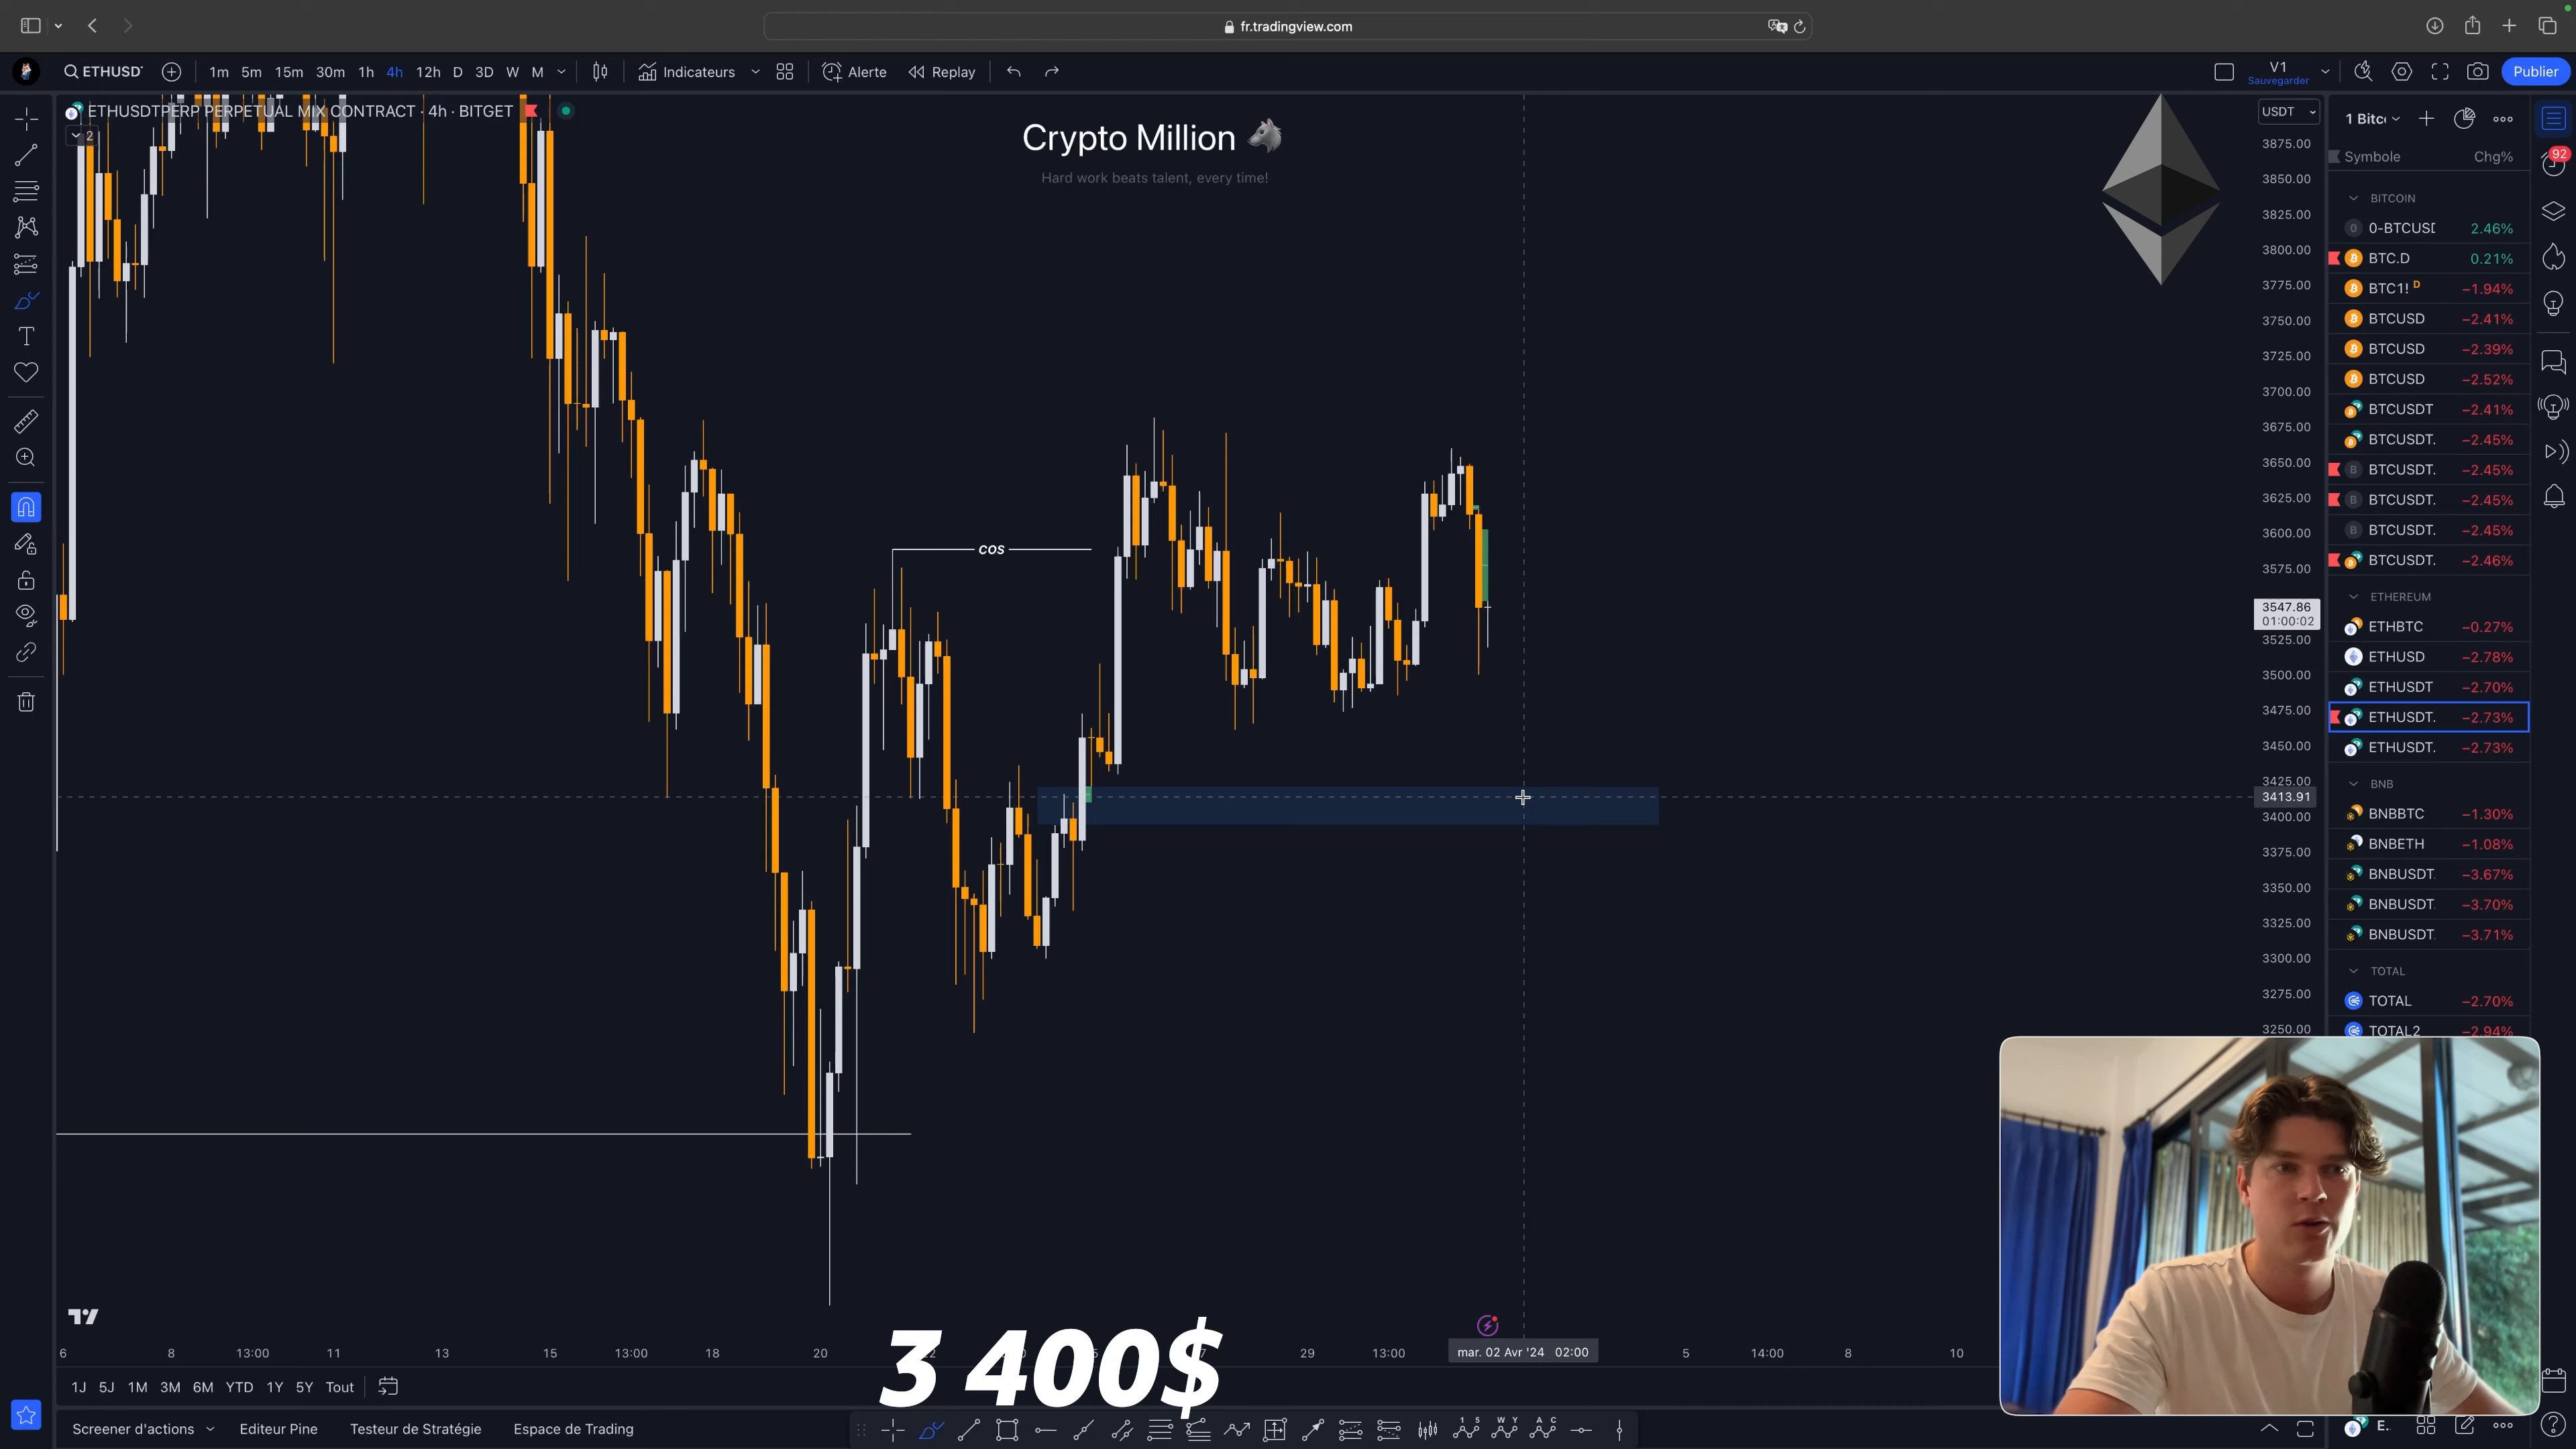 fr.tradingview.com
ETHUSDT
1m 5m 15m 30m 1h 4h 12h D 3D W M
Indicateurs
Alerte
Replay
V1
Sauvegarder
Publier
ETHUSDTPERP PERPETUAL MIX CONTRACT · 4h · BITGET
2
Crypto Million
Hard work beats talent, every time!
COS
USDT
3875.00
3850.00
3825.00
3800.00
3775.00
3750.00
3725.00
3700.00
3675.00
3650.00
3625.00
3600.00
3575.00
3547.86
01:00:02
3525.00
3500.00
3475.00
3450.00
3425.00
3413.91
3400.00
3375.00
3350.00
3325.00
3300.00
3275.00
3250.00
1 Bitc
92
Symbole Chg%
BITCOIN
0-BTCUSD 2.46%
BTC.D 0.21%
BTC1! D −1.94%
BTCUSD −2.41%
BTCUSD −2.39%
BTCUSD −2.52%
BTCUSDT −2.41%
BTCUSDT. −2.45%
BTCUSDT. −2.45%
BTCUSDT. −2.45%
BTCUSDT. −2.45%
BTCUSDT. −2.46%
ETHEREUM
ETHBTC −0.27%
ETHUSD −2.78%
ETHUSDT −2.70%
ETHUSDT. −2.73%
ETHUSDT. −2.73%
BNB
BNBBTC −1.30%
BNBETH −1.08%
BNBUSDT −3.67%
BNBUSDT −3.70%
BNBUSDT −3.71%
TOTAL
TOTAL −2.70%
TOTAL2 −2.94%
6 8 13:00 11 13 15 13:00 18 20 29 13:00 mar. 02 Avr '24 02:00 5 14:00 8 10
3 400$
1J 5J 1M 3M 6M YTD 1Y 5Y Tout
Screener d'actions
Editeur Pine
Testeur de Stratégie
Espace de Trading
1 5
W Y
A C
E.